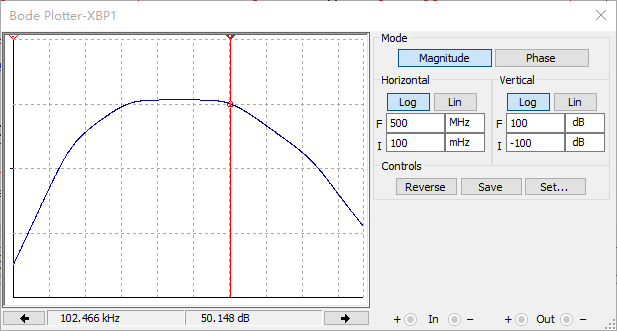 Bode Plotter-XBP1
Mode
Magnitude Phase
Horizontal Vertical
Log Lin Log Lin
F 500 MHz F 100 dB
I 100 mHz I -100 dB
Controls
Reverse Save Set...
102.466 kHz 50.148 dB
+ In - + Out -